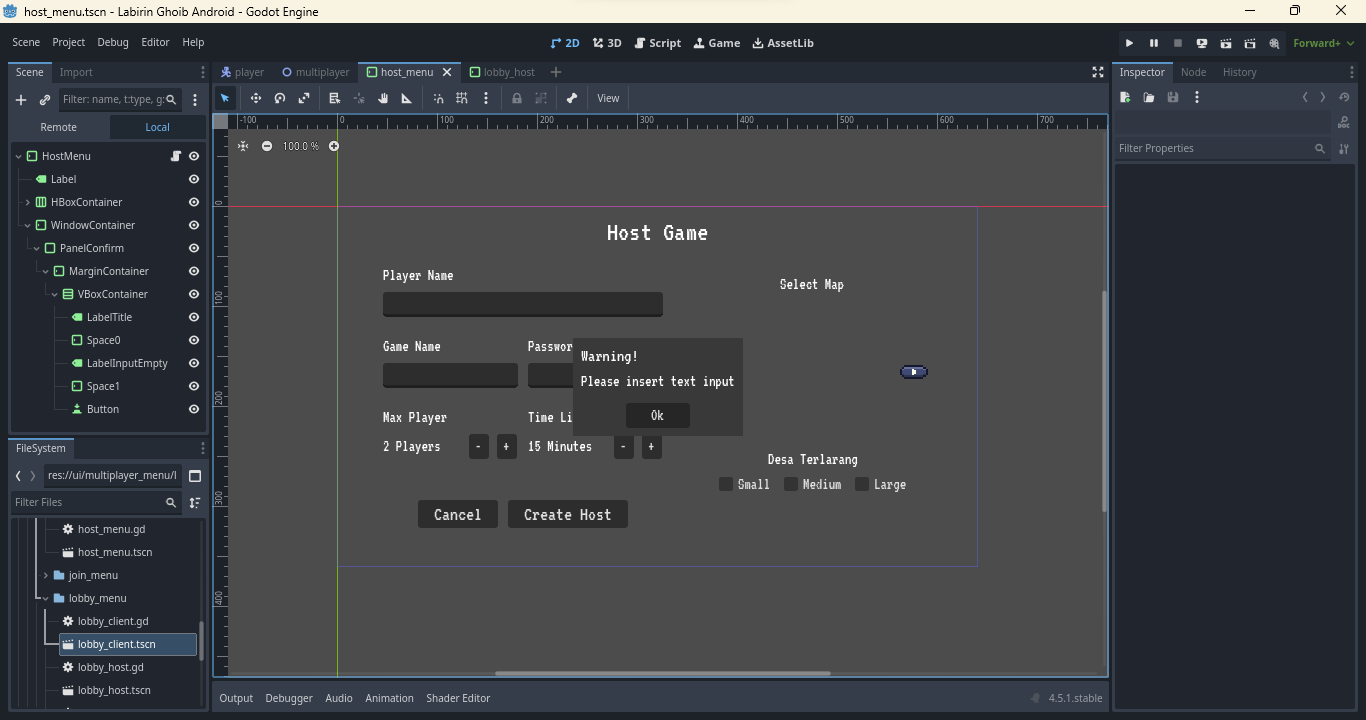 host_menu.tscn - Labirin Ghoib Android - Godot Engine
Scene Project Debug Editor Help
2D 3D Script Game AssetLib
Forward+
Scene Import
player multiplayer host_menu lobby_host
Inspector Node History
Filter: name, t:type, g:
View
Remote Local
-100 0 100 200 300 400 500 600 700
100.0 %
Filter Properties
HostMenu
Label
HBoxContainer
WindowContainer
PanelConfirm
MarginContainer
VBoxContainer
LabelTitle
Space0
LabelInputEmpty
Space1
Button
0
100
200
300
400
Host Game
Player Name
Select Map
Game Name Passwor
Warning!
Please insert text input
Ok
Max Player Time Li
2 Players - + 15 Minutes - +
Desa Terlarang
Small Medium Large
Cancel Create Host
FileSystem
res://ui/multiplayer_menu/l
Filter Files
host_menu.gd
host_menu.tscn
join_menu
lobby_menu
lobby_client.gd
lobby_client.tscn
lobby_host.gd
lobby_host.tscn
Output Debugger Audio Animation Shader Editor
4.5.1.stable